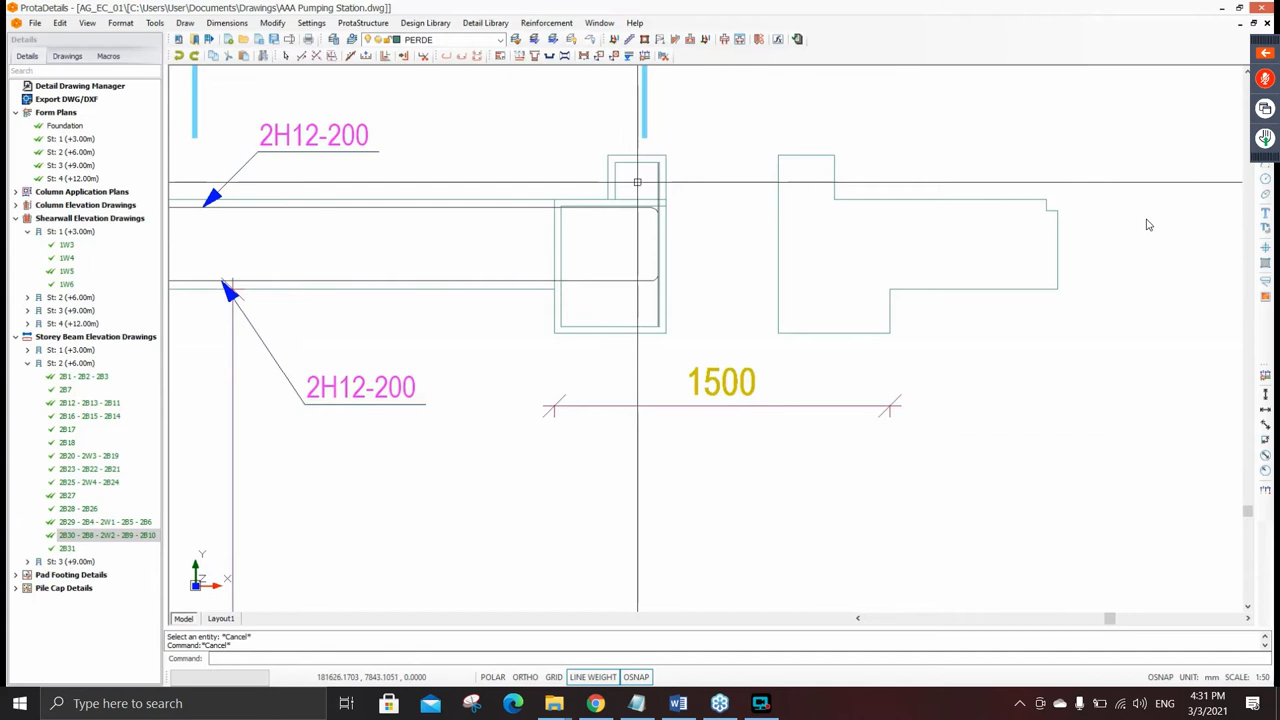 ProtaDetails - [AG_EC_01\[C:\Users\User\Documents\Drawings\AAA Pumping Station.dwg]]
File Edit View Format Tools Draw Dimensions Modify Settings ProtaStructure Design Library Detail Library Reinforcement Window Help
Details
PERDE
Details Drawings Macros
Search
Detail Drawing Manager
Export DWG/DXF
Form Plans
Foundation
St: 1 (+3.00m)
St: 2 (+6.00m)
St: 3 (+9.00m)
St: 4 (+12.00m)
Column Application Plans
Column Elevation Drawings
Shearwall Elevation Drawings
St: 1 (+3.00m)
1W3
1W4
1W5
1W6
St: 2 (+6.00m)
St: 3 (+9.00m)
St: 4 (+12.00m)
Storey Beam Elevation Drawings
St: 1 (+3.00m)
St: 2 (+6.00m)
2B1 - 2B2 - 2B3
2B7
2B12 - 2B13 - 2B11
2B16 - 2B15 - 2B14
2B17
2B18
2B20 - 2W3 - 2B19
2B23 - 2B22 - 2B21
2B25 - 2W4 - 2B24
2B27
2B28 - 2B26
2B29 - 2B4 - 2W1 - 2B5 - 2B6
2B30 - 2B8 - 2W2 - 2B9 - 2B10
2B31
St: 3 (+9.00m)
Pad Footing Details
Pile Cap Details
2H12-200
2H12-200
1500
Y
Z X
Model Layout1
Select an entity: *Cancel*
Command:*Cancel*
Command:
181626.1703 , 7843.1051 , 0.0000 POLAR ORTHO GRID LINE WEIGHT OSNAP OSNAP UNIT: mm SCALE: 1:50
Type here to search
ENG
4:31 PM
3/3/2021